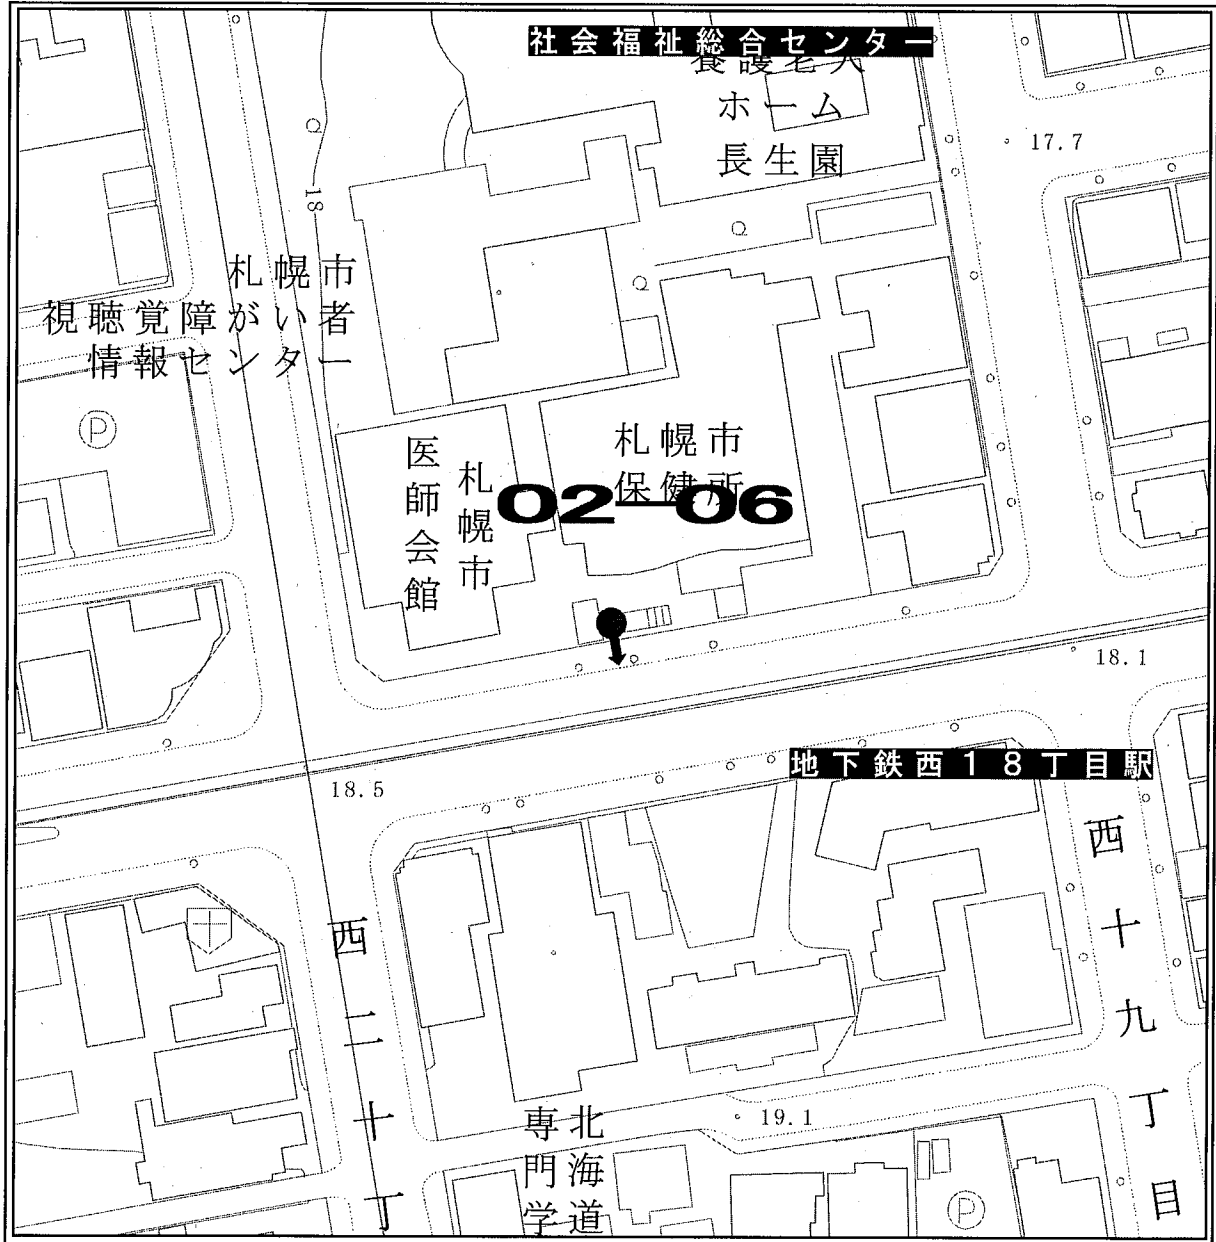 社会福祉総合センター
養護老人
ホーム
長生園
17.7
18
札幌市
視聴覚障がい者
情報センター
P
札幌市
医師会館
札幌市
保健所
02-06
18.1
地下鉄西18丁目駅
18.5
西十九丁目
西二十丁
19.1
北海道
専門学
P